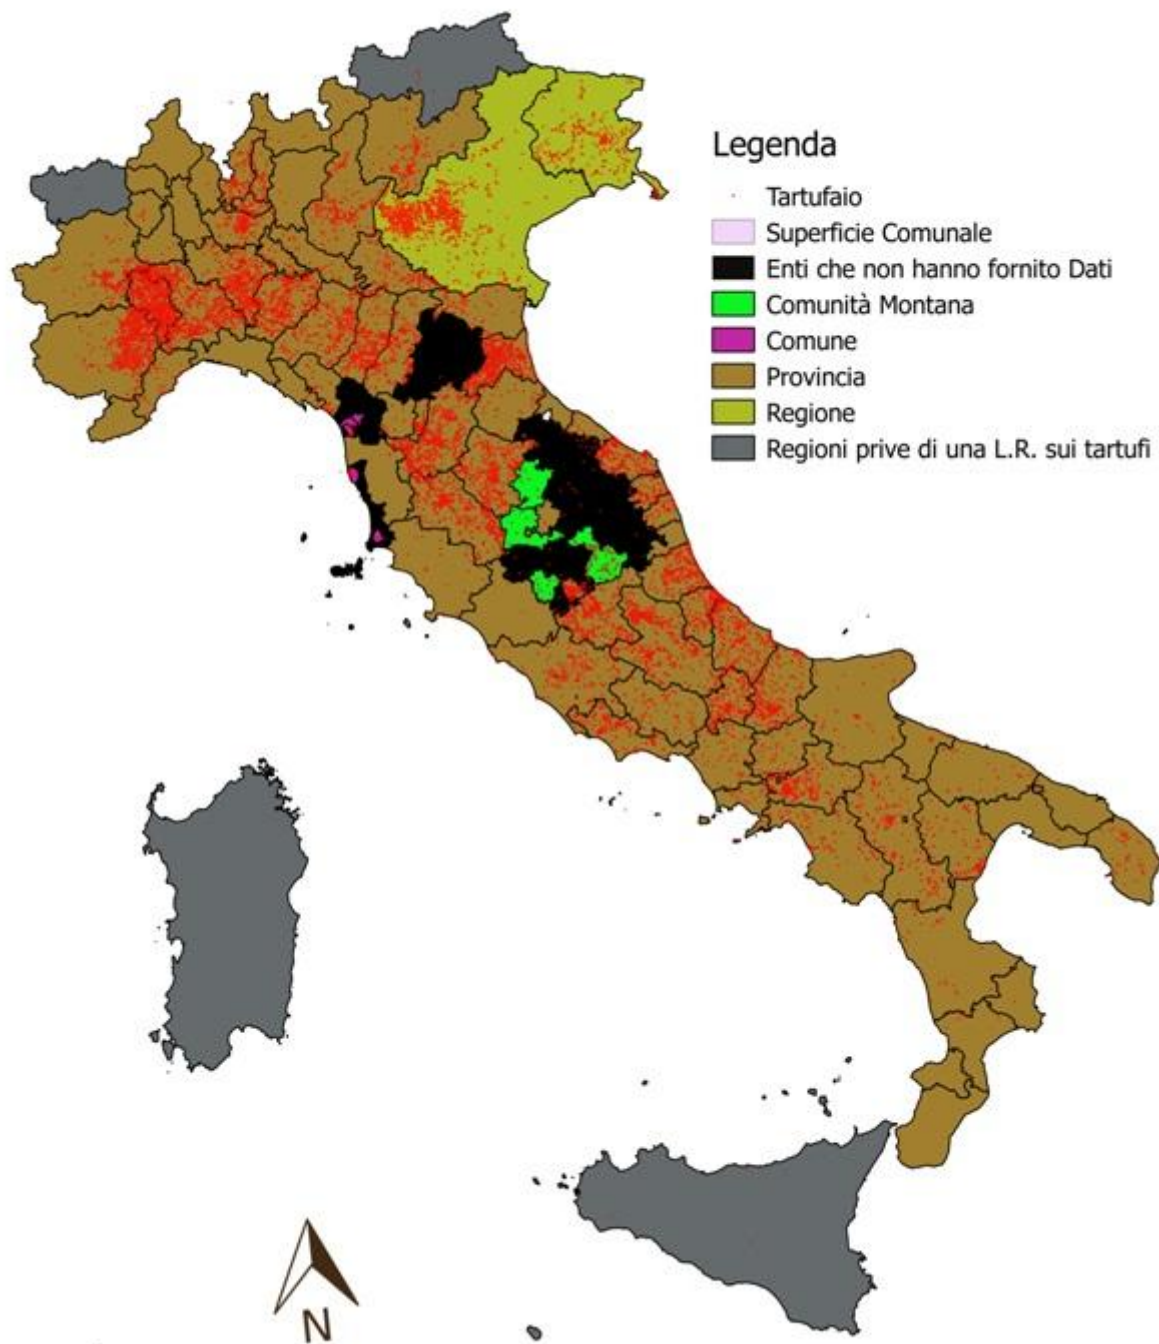 Legenda
Tartufaio
Superficie Comunale
Enti che non hanno fornito Dati
Comunità Montana
Comune
Provincia
Regione
Regioni prive di una L.R. sui tartufi
N